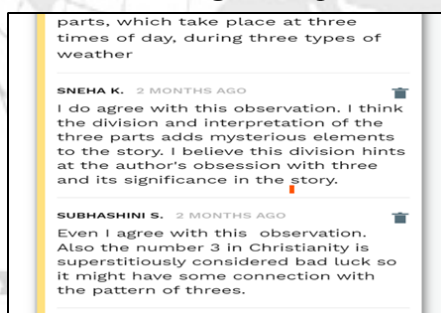 parts, which take place at three
times of day, during three types of
weather
SNEHA K. 2 MONTHS AGO
I do agree with this observation. I think
the division and interpretation of the
three parts adds mysterious elements
to the story. I believe this division hints
at the author's obsession with three
and its significance in the story.
SUBHASHINI S. 2 MONTHS AGO
Even I agree with this observation.
Also the number 3 in Christianity is
superstitiously considered bad luck so
it might have some connection with
the pattern of threes.